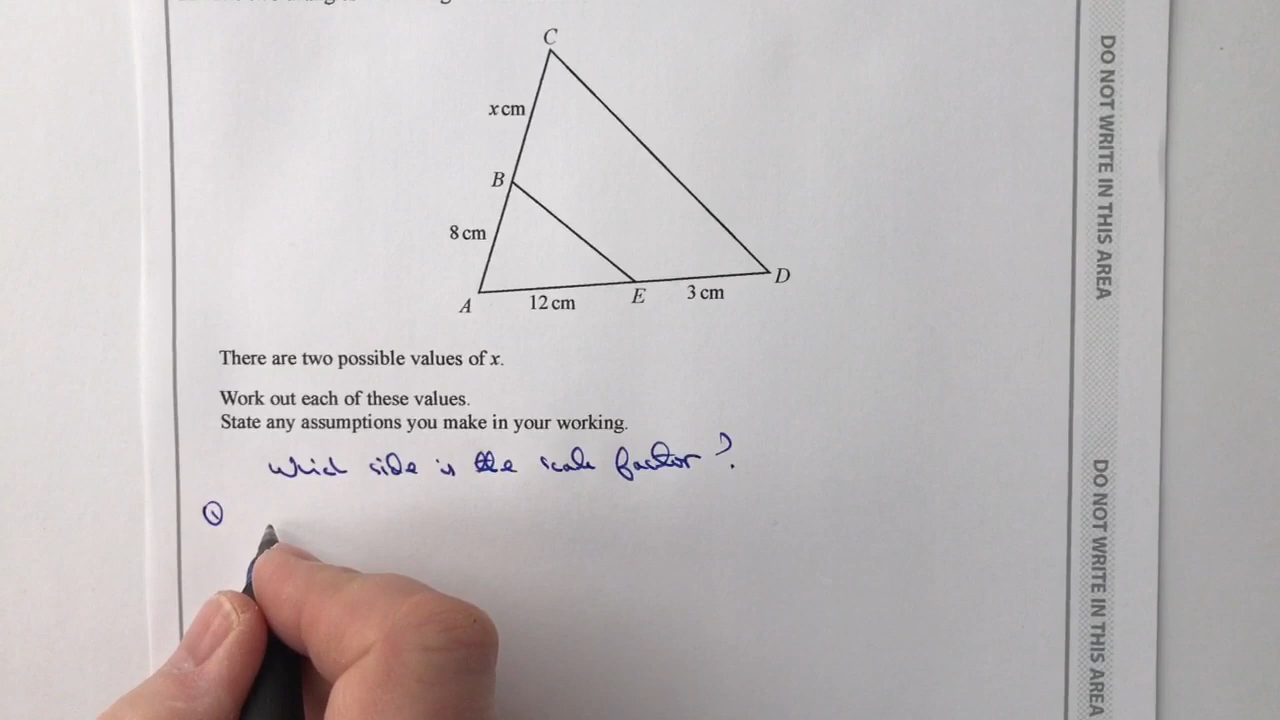 C
x cm
B
8 cm
A
12 cm
E
3 cm
D
There are two possible values of x.
Work out each of these values.
State any assumptions you make in your working.
Which side is the scale factor?
①
DO NOT WRITE IN THIS AREA
DO NOT WRITE IN THIS AREA